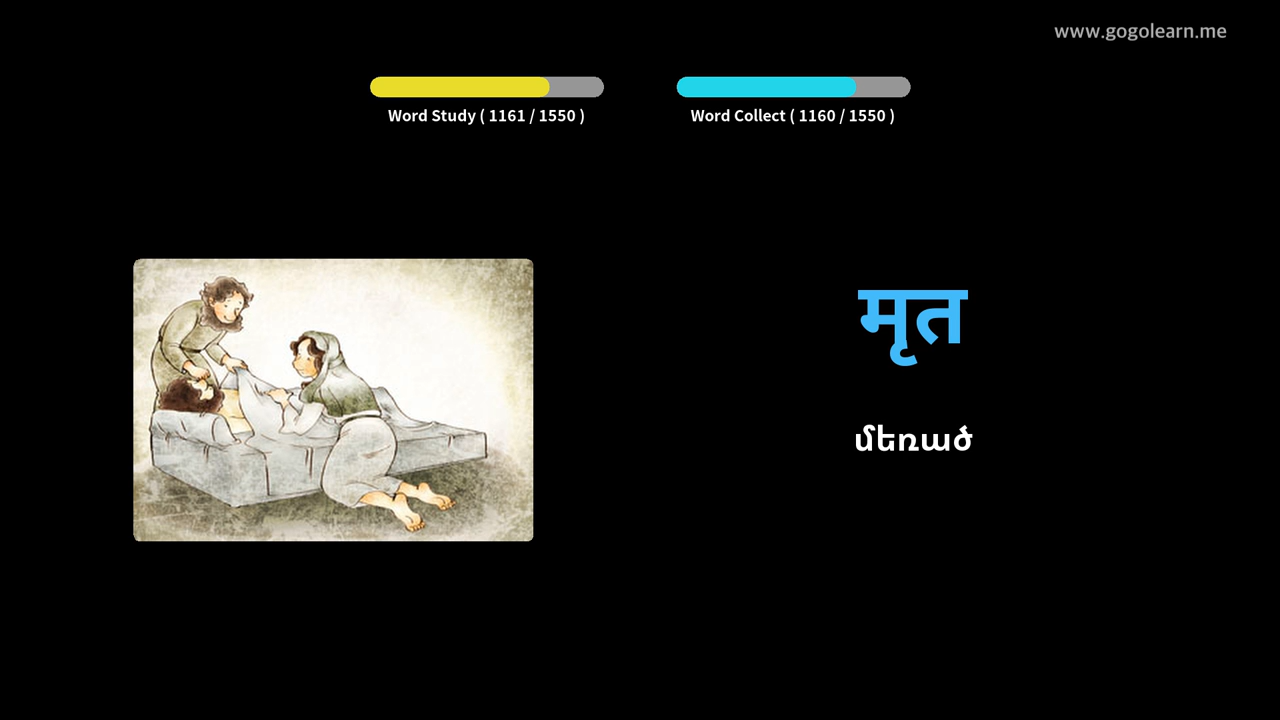 www.gogolearn.me
Word Study ( 1161 / 1550 )
Word Collect ( 1160 / 1550 )
मृत
մեռած